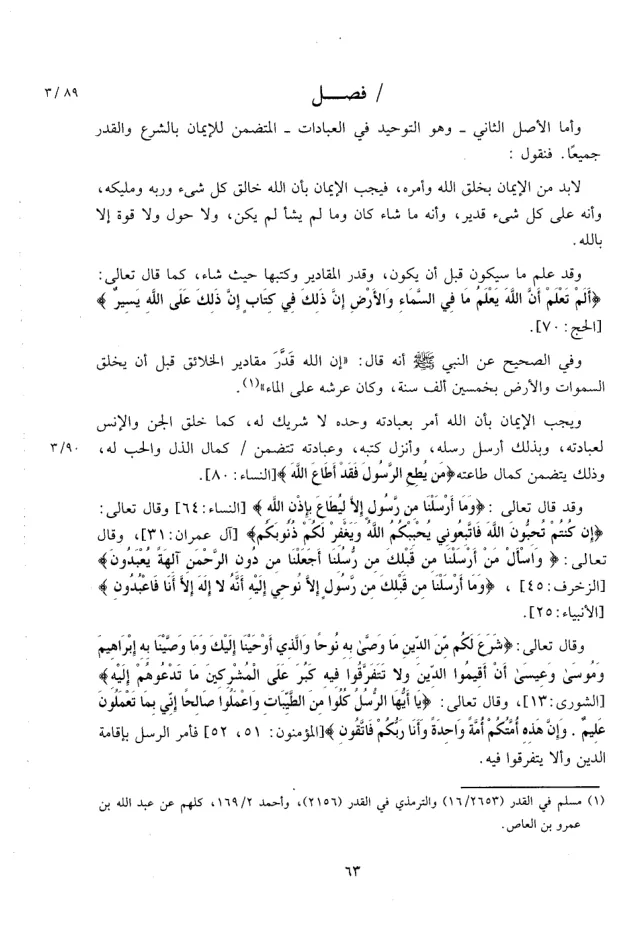 ٣/٨٩
/ فصـــل
وأما الأصل الثاني ـ وهو التوحيد في العبادات ـ المتضمن للإيمان بالشرع والقدر
جميعًا. فنقول :
لابد من الإيمان بخلق الله وأمره، فيجب الإيمان بأن الله خالق كل شىء وربه ومليكه،
وأنه على كل شىء قدير، وأنه ما شاء كان وما لم يشأ لم يكن، ولا حول ولا قوة إلا
بالله.
وقد علم ما سيكون قبل أن يكون، وقدر المقادير وكتبها حيث شاء، كما قال تعالى:
﴿أَلَمْ تَعْلَمْ أَنَّ اللَّهَ يَعْلَمُ مَا فِي السَّمَاءِ وَالأَرْضِ إِنَّ ذَلِكَ فِي كِتَابٍ إِنَّ ذَلِكَ عَلَى اللَّهِ يَسِيرٌ ﴾
[الحج: ٧٠].
وفي الصحيح عن النبي ﷺ أنه قال: «إن الله قَدَّرَ مقادير الخلائق قبل أن يخلق
السموات والأرض بخمسين ألف سنة، وكان عرشه على الماء»(١).
ويجب الإيمان بأن الله أمر بعبادته وحده لا شريك له، كما خلق الجن والإنس
لعبادته، وبذلك أرسل رسله، وأنزل كتبه، وعبادته تتضمن / كمال الذل والحب له،
٣/٩٠
وذلك يتضمن كمال طاعته﴿مَن يُطِعِ الرَّسُولَ فَقَدْ أَطَاعَ اللَّهَ ﴾[النساء: ٨٠].
وقد قال تعالى : ﴿وَمَا أَرْسَلْنَا مِن رَّسُولٍ إِلاَّ لِيُطَاعَ بِإِذْنِ اللَّهِ ﴾ [النساء:٦٤] وقال تعالى:
﴿إِن كُنتُمْ تُحِبُّونَ اللَّهَ فَاتَّبِعُونِي يُحْبِبْكُمُ اللَّهُ وَيَغْفِرْ لَكُمْ ذُنُوبَكُمْ﴾ [آل عمران:٣١]، وقال
تعالى: ﴿ وَاسْأَلْ مَنْ أَرْسَلْنَا مِن قَبْلِكَ مِن رُّسُلِنَا أَجَعَلْنَا مِن دُونِ الرَّحْمَنِ آلِهَةً يُعْبَدُونَ﴾
[الزخرف:٤٥] ، ﴿وَمَا أَرْسَلْنَا مِن قَبْلِكَ مِن رَّسُولٍ إِلاَّ نُوحِي إِلَيْهِ أَنَّهُ لا إِلَهَ إِلاَّ أَنَا فَاعْبُدُونِ ﴾
[الأنبياء: ٢٥].
وقال تعالى: ﴿شَرَعَ لَكُم مِّنَ الدِّينِ مَا وَصَّىٰ بِهِ نُوحًا وَالَّذِي أَوْحَيْنَا إِلَيْكَ وَمَا وَصَّيْنَا بِهِ إِبْرَاهِيمَ
وَمُوسَىٰ وَعِيسَىٰ أَنْ أَقِيمُوا الدِّينَ وَلا تَتَفَرَّقُوا فِيهِ كَبُرَ عَلَى الْمُشْرِكِينَ مَا تَدْعُوهُمْ إِلَيْهِ﴾
[الشورى:١٣]، وقال تعالى: ﴿يَا أَيُّهَا الرُّسُلُ كُلُوا مِنَ الطَّيِّبَاتِ وَاعْمَلُوا صَالِحًا إِنِّي بِمَا تَعْمَلُونَ
عَلِيمٌ . وَإِنَّ هَذِهِ أُمَّتُكُمْ أُمَّةً وَاحِدَةً وَأَنَا رَبُّكُمْ فَاتَّقُونِ ﴾[المؤمنون: ٥١، ٥٢] فأمر الرسل بإقامة
الدين وألا يتفرقوا فيه.
(١) مسلم في القدر (١٦/٢٦٥٣) والترمذي في القدر (٢١٥٦)، وأحمد ١٦٩/٢، كلهم عن عبد الله بن
عمرو بن العاص.
٦٣